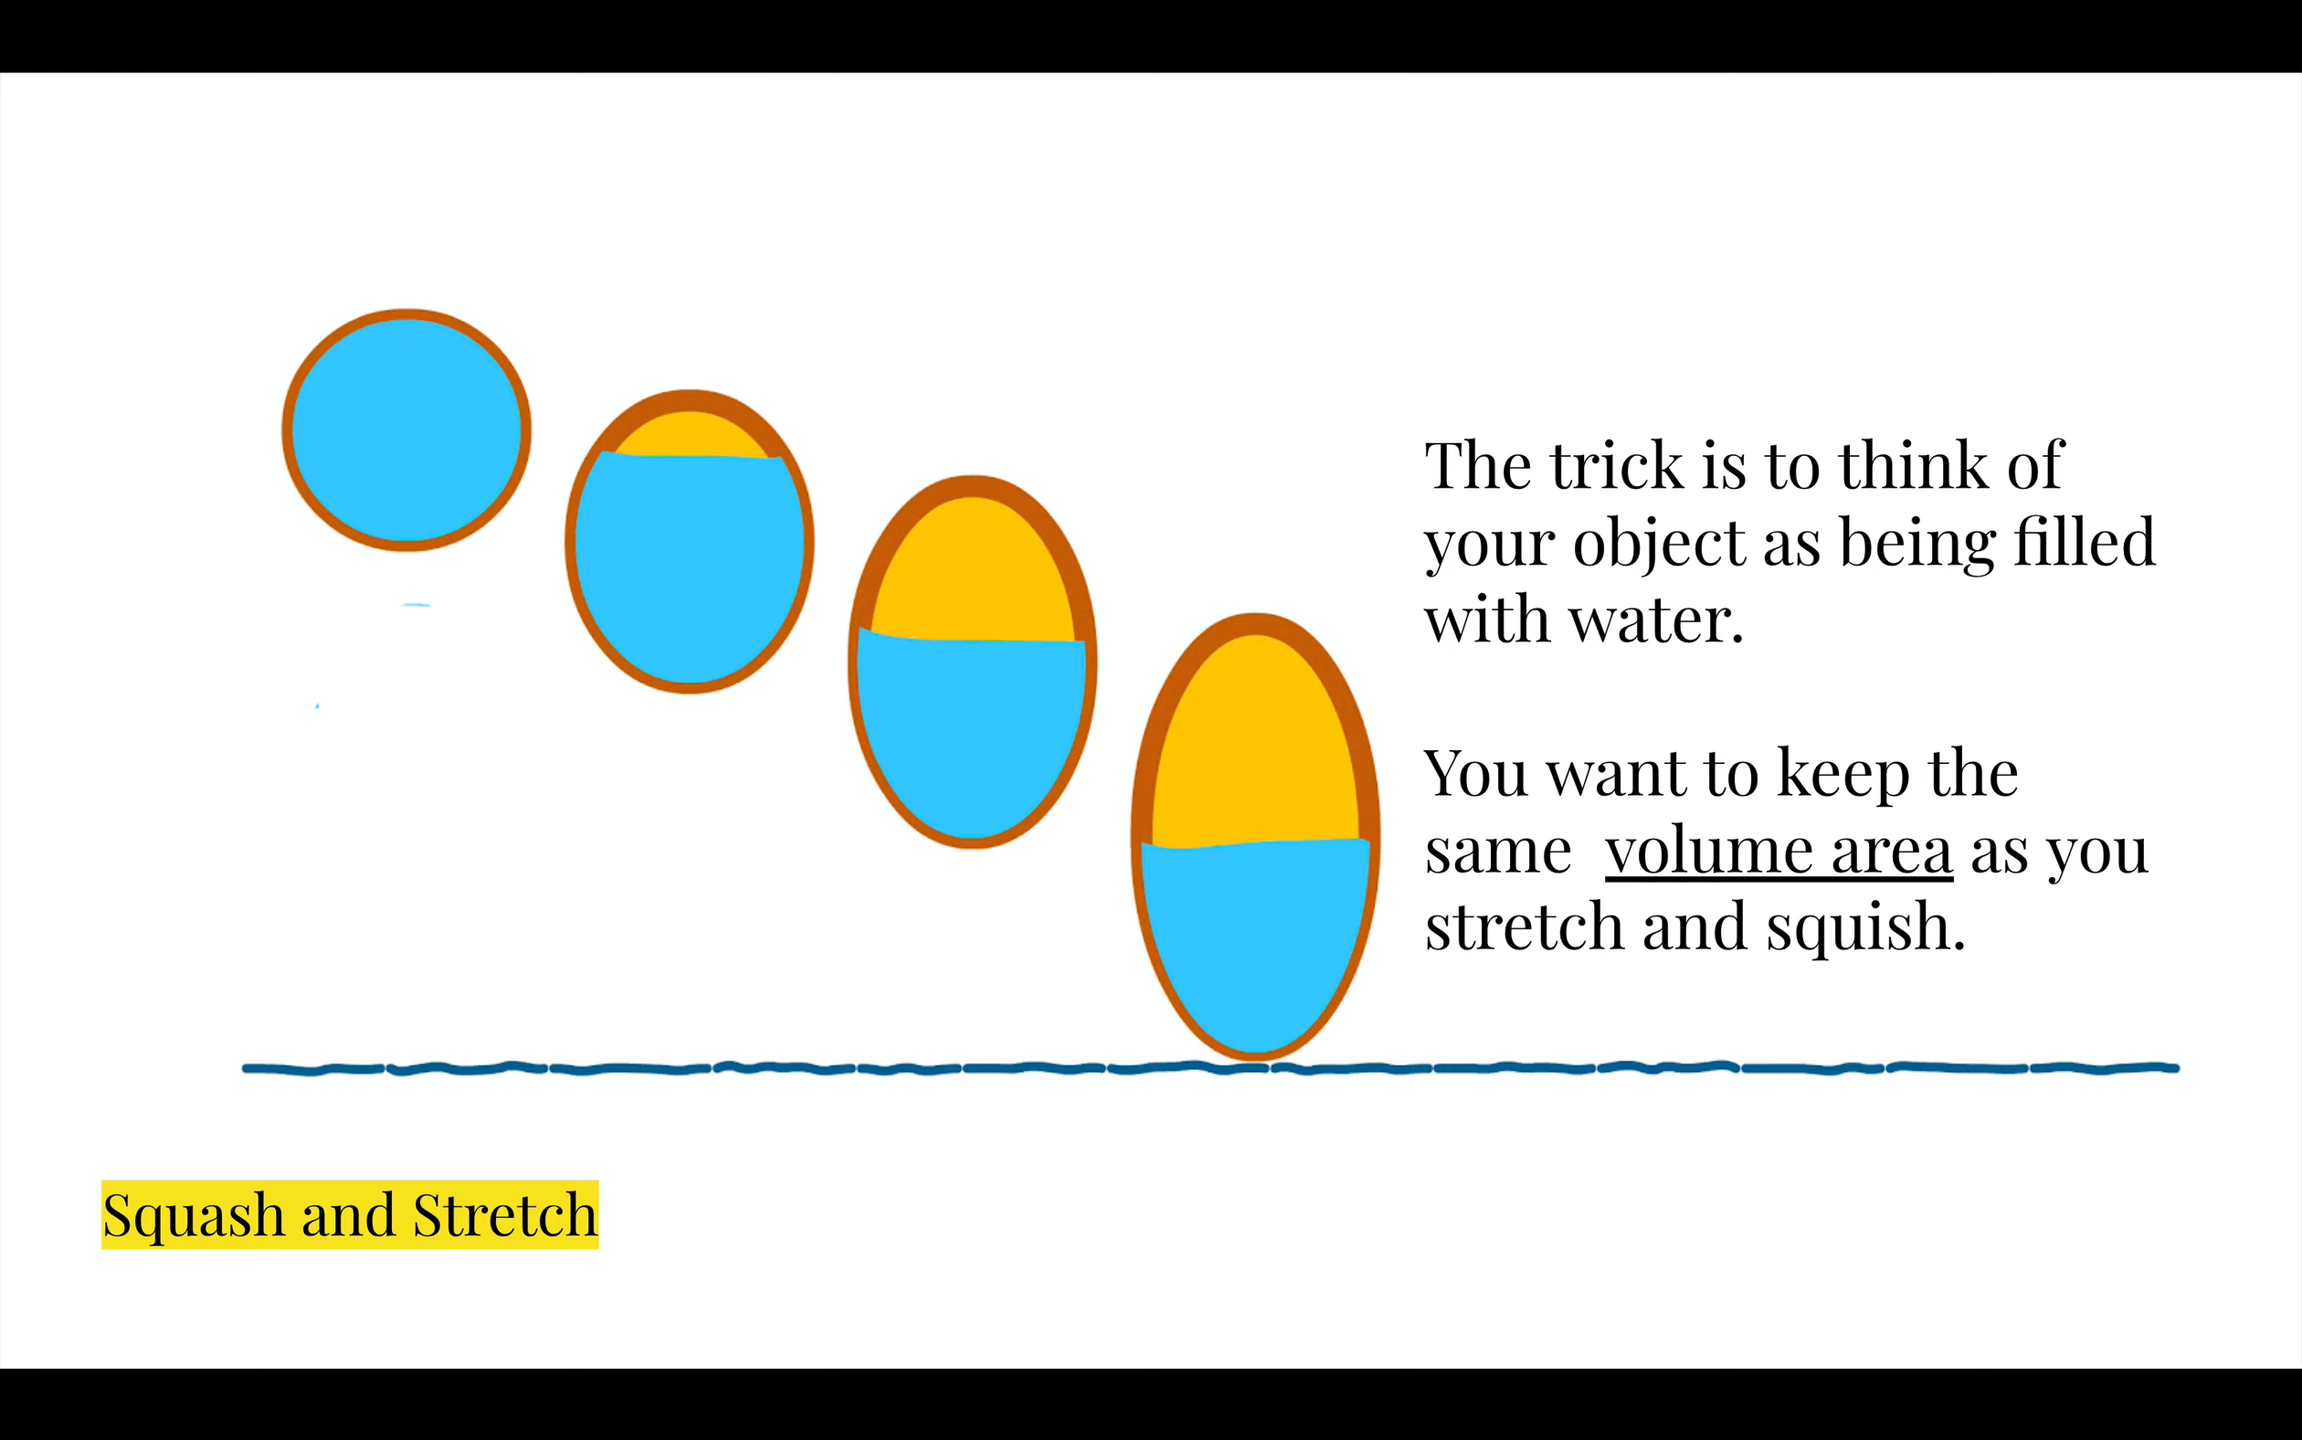 The trick is to think of
your object as being filled
with water.
You want to keep the
same volume area as you
stretch and squish.
Squash and Stretch